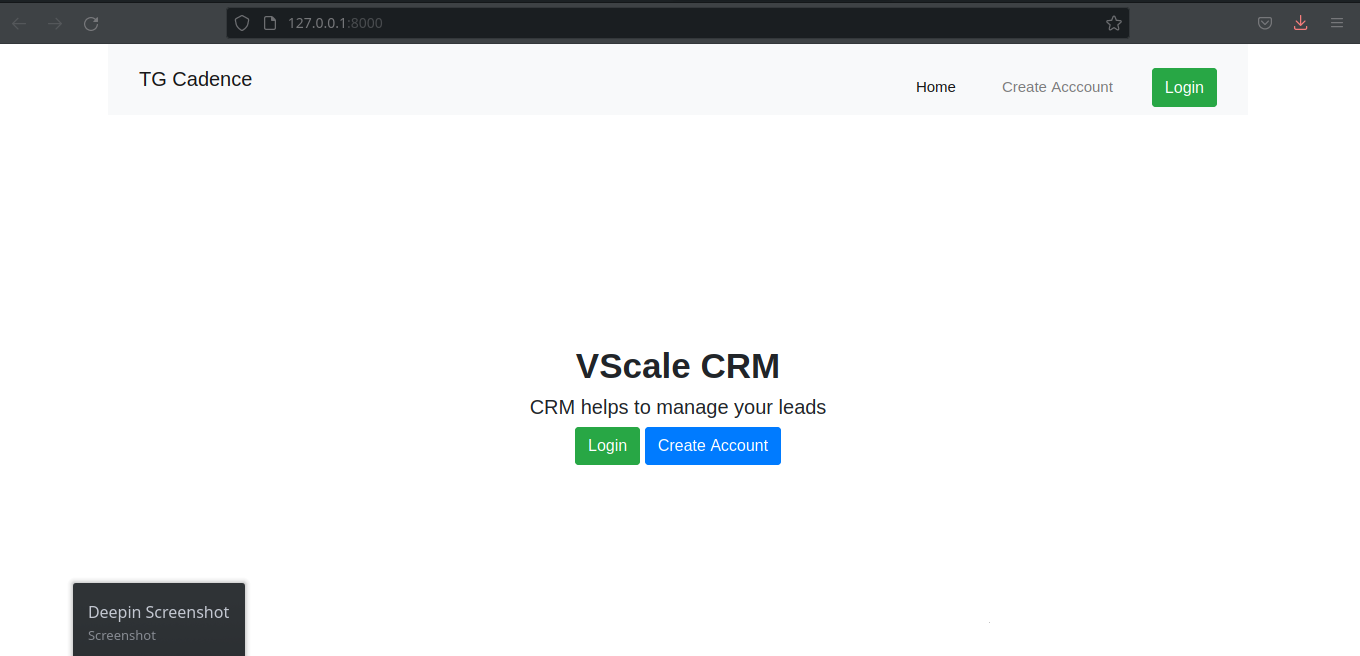 127.0.0.1:8000
TG Cadence
Home Create Acccount Login
VScale CRM
CRM helps to manage your leads
Login Create Account
Deepin Screenshot
Screenshot